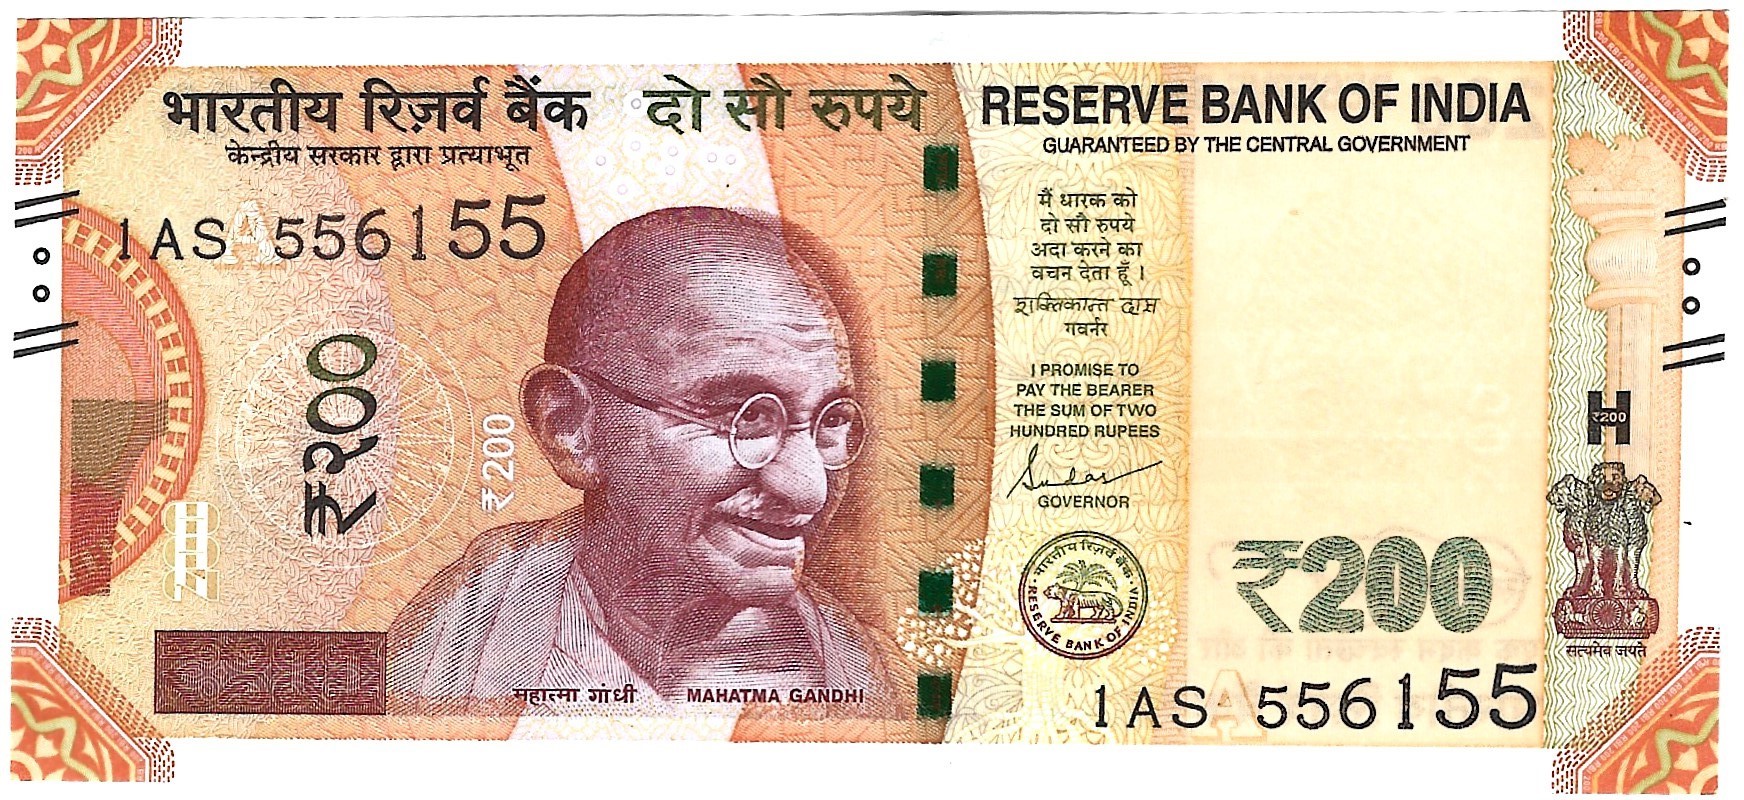 भारतीय रिज़र्व बैंक दो सौ रुपये
केन्द्रीय सरकार द्वारा प्रत्याभूत
1AS 556155
₹२००
₹200
महात्मा गांधी MAHATMA GANDHI
RESERVE BANK OF INDIA
GUARANTEED BY THE CENTRAL GOVERNMENT
मैं धारक को
दो सौ रुपये
अदा करने का
वचन देता हूँ ।
शक्तिकान्त दास
गवर्नर
I PROMISE TO
PAY THE BEARER
THE SUM OF TWO
HUNDRED RUPEES
GOVERNOR
भारतीय रिज़र्व बैंक
RESERVE BANK OF INDIA
₹200
₹200
सत्यमेव जयते
1AS 556155